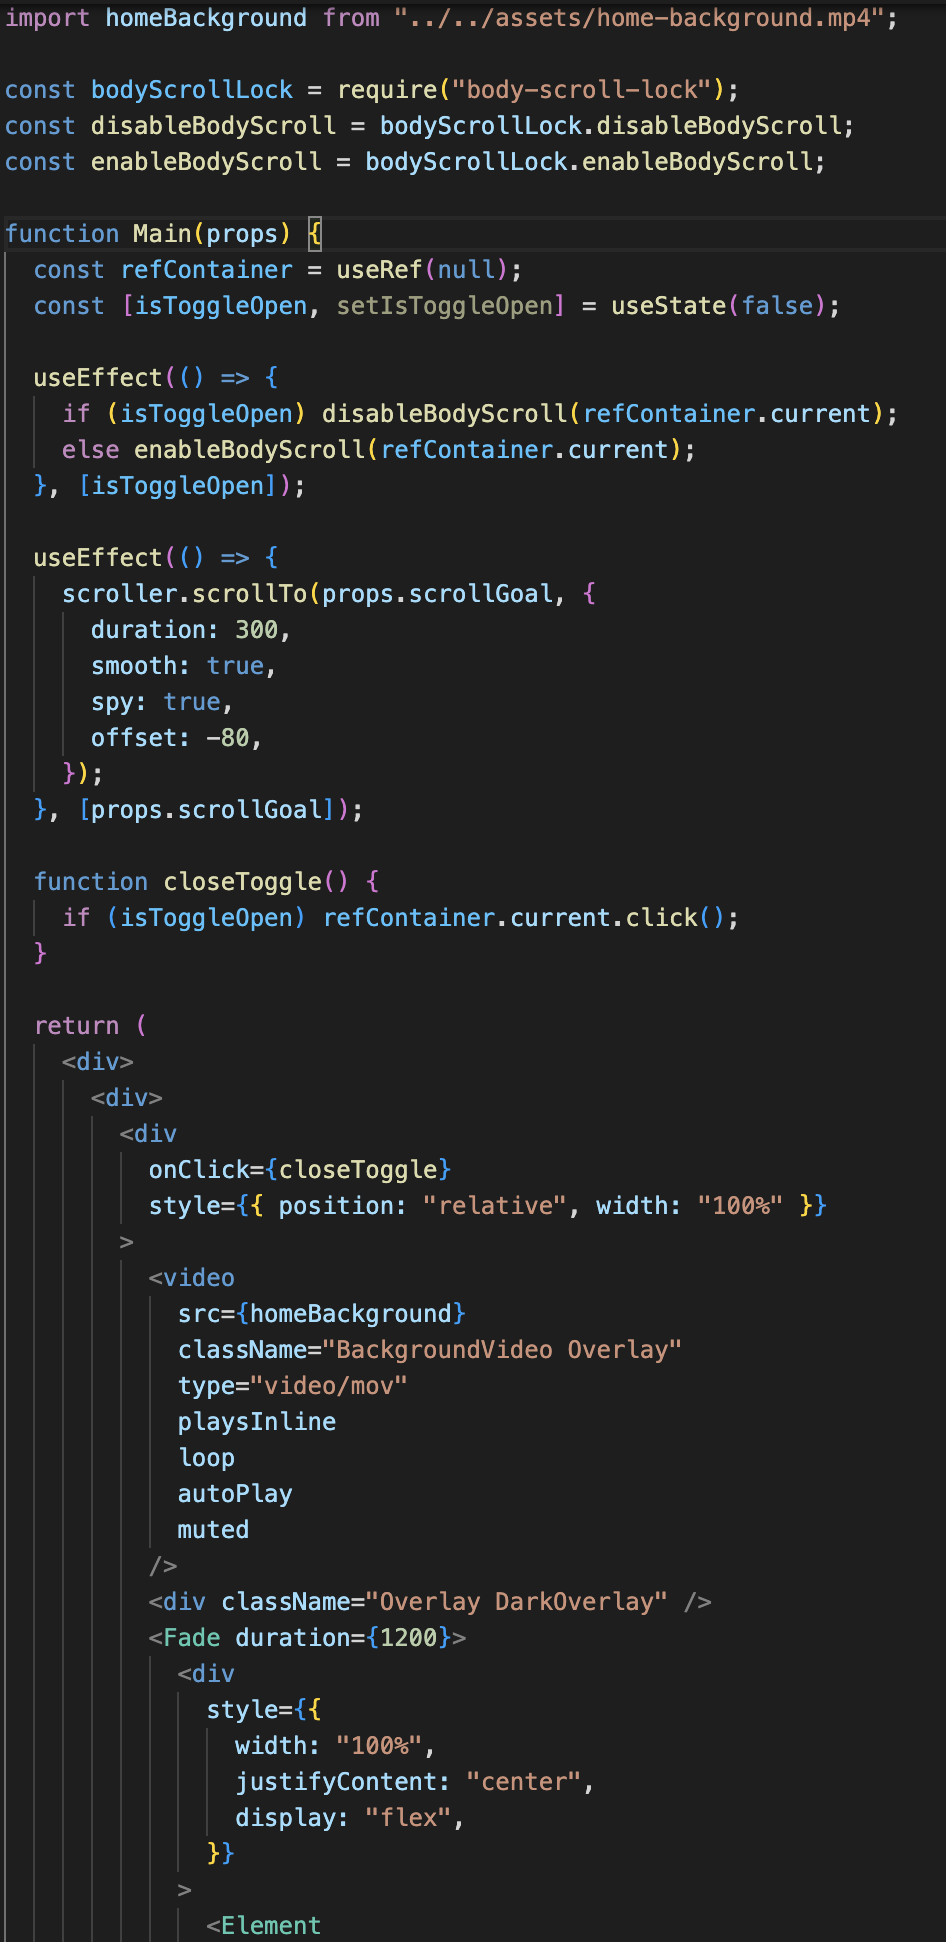 import homeBackground from "../../assets/home-background.mp4";

const bodyScrollLock = require("body-scroll-lock");
const disableBodyScroll = bodyScrollLock.disableBodyScroll;
const enableBodyScroll = bodyScrollLock.enableBodyScroll;

function Main(props) {
  const refContainer = useRef(null);
  const [isToggleOpen, setIsToggleOpen] = useState(false);

  useEffect(() => {
    if (isToggleOpen) disableBodyScroll(refContainer.current);
    else enableBodyScroll(refContainer.current);
  }, [isToggleOpen]);

  useEffect(() => {
    scroller.scrollTo(props.scrollGoal, {
      duration: 300,
      smooth: true,
      spy: true,
      offset: -80,
    });
  }, [props.scrollGoal]);

  function closeToggle() {
    if (isToggleOpen) refContainer.current.click();
  }

  return (
    <div>
      <div>
        <div
          onClick={closeToggle}
          style={{ position: "relative", width: "100%" }}
        >
          <video
            src={homeBackground}
            className="BackgroundVideo Overlay"
            type="video/mov"
            playsInline
            loop
            autoPlay
            muted
          />
          <div className="Overlay DarkOverlay" />
          <Fade duration={1200}>
            <div
              style={{
                width: "100%",
                justifyContent: "center",
                display: "flex",
              }}
            >
              <Element